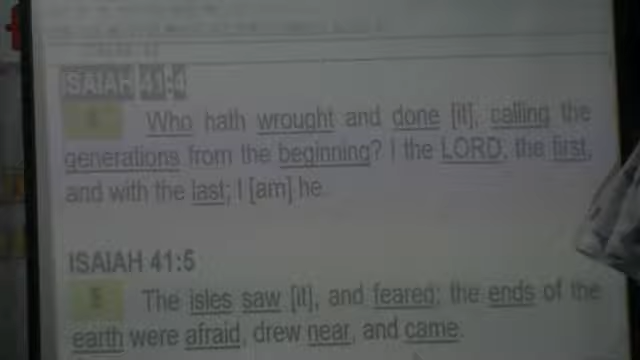 ISAIAH 41:4
4 Who hath wrought and done [it], calling the
generations from the beginning? I the LORD, the first,
and with the last; I [am] he.
ISAIAH 41:5
5 The isles saw [it], and feared; the ends of the
earth were afraid, drew near, and came.